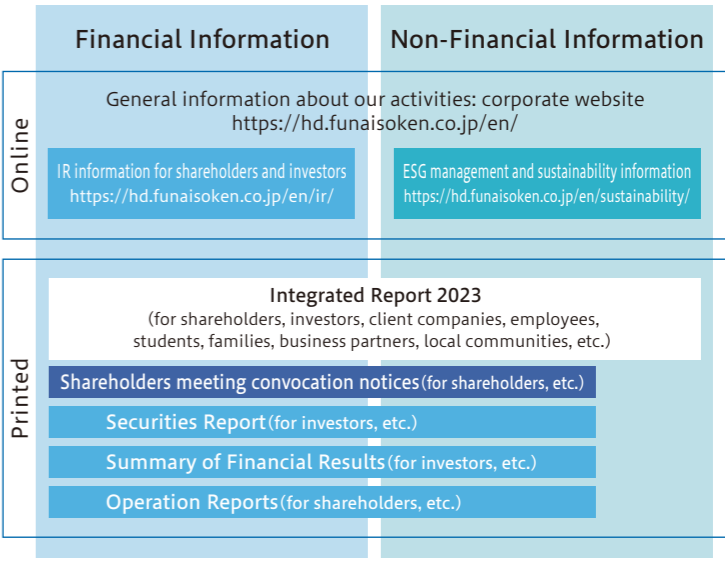 Financial Information
Non-Financial Information
Online
General information about our activities: corporate website
https://hd.funaisoken.co.jp/en/
IR information for shareholders and investors
https://hd.funaisoken.co.jp/en/ir/
ESG management and sustainability information
https://hd.funaisoken.co.jp/en/sustainability/
Printed
Integrated Report 2023
(for shareholders, investors, client companies, employees,
students, families, business partners, local communities, etc.)
Shareholders meeting convocation notices(for shareholders, etc.)
Securities Report(for investors, etc.)
Summary of Financial Results(for investors, etc.)
Operation Reports(for shareholders, etc.)